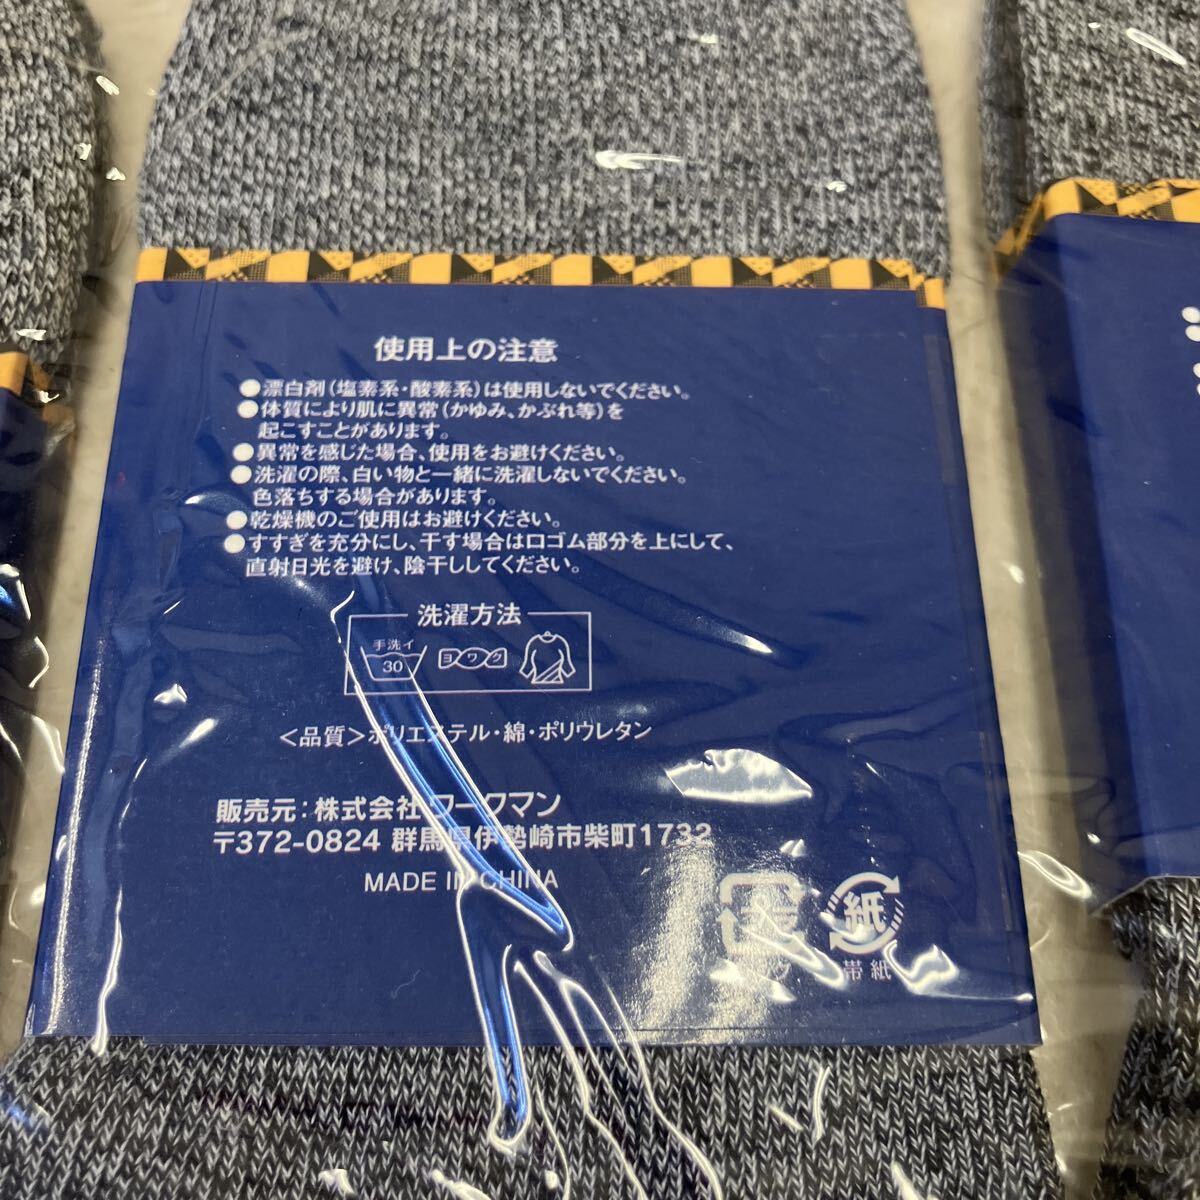 使用上の注意
●漂白剤(塩素系・酸素系)は使用しないでください。
●体質により肌に異常(かゆみ、かぶれ等)を
起こすことがあります。
●異常を感じた場合、使用をお避けください。
●洗濯の際、白い物と一緒に洗濯しないでください。
色落ちする場合があります。
●乾燥機のご使用はお避けください。
●すすぎを充分にし、干す場合は口ゴム部分を上にして、
直射日光を避け、陰干ししてください。
洗濯方法
手洗イ
30
ヨワク
<品質>ポリエステル・綿・ポリウレタン
販売元:株式会社ワークマン
〒372-0824 群馬県伊勢崎市柴町1732
MADE IN CHINA
紙
帯紙